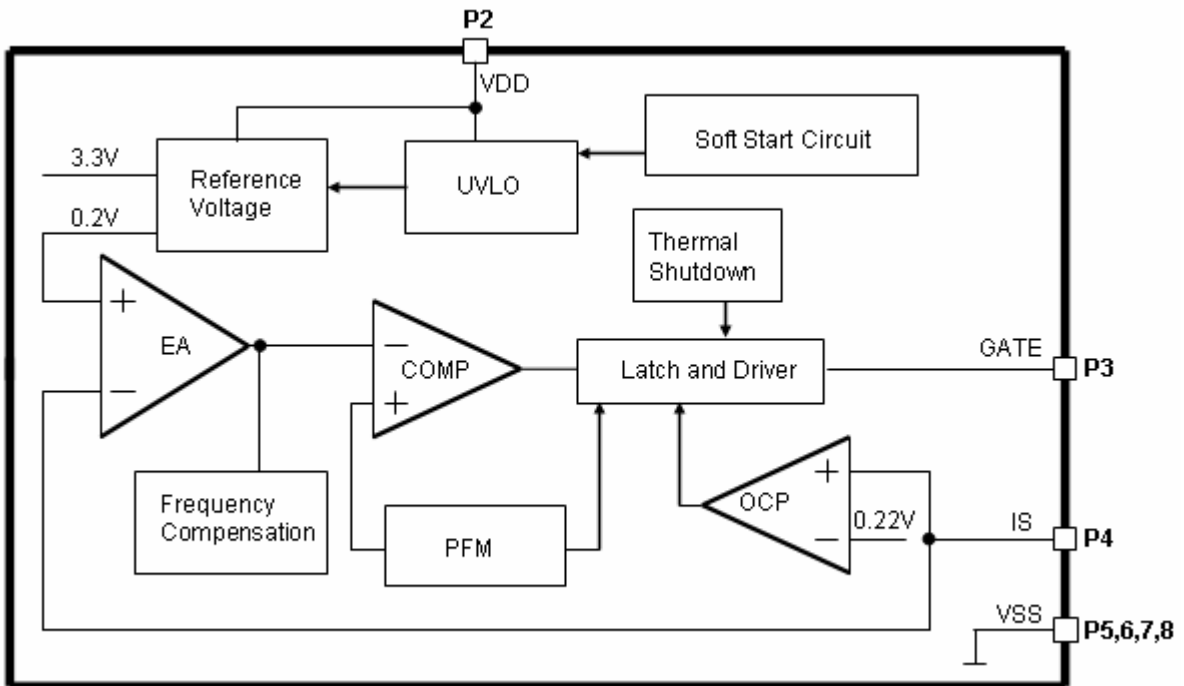 P2
VDD
Soft Start Circuit
3.3V
Reference
Voltage
UVLO
0.2V
Thermal
Shutdown
+
EA
−
−
COMP
+
Latch and Driver
GATE
P3
Frequency
Compensation
PFM
+
OCP
0.22V
−
IS
P4
VSS
P5,6,7,8